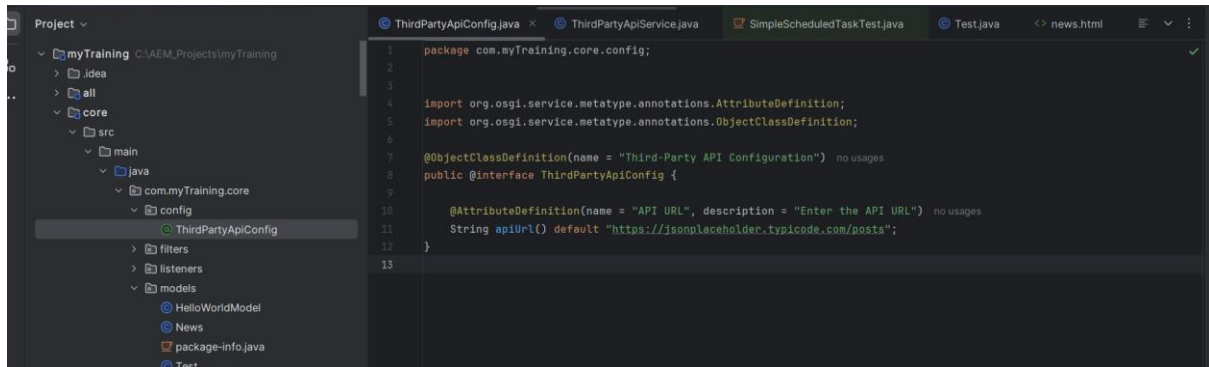 Project
ThirdPartyApiConfig.java
ThirdPartyApiService.java
SimpleScheduledTaskTest.java
Test.java
news.html
myTraining C:\AEM_Projects\myTraining
.idea
all
core
src
main
java
com.myTraining.core
config
ThirdPartyApiConfig
filters
listeners
models
HelloWorldModel
News
package-info.java
Test
1 package com.myTraining.core.config;
2
3
4 import org.osgi.service.metatype.annotations.AttributeDefinition;
5 import org.osgi.service.metatype.annotations.ObjectClassDefinition;
6
7 @ObjectClassDefinition(name = "Third-Party API Configuration") no usages
8 public @interface ThirdPartyApiConfig {
9
10 @AttributeDefinition(name = "API URL", description = "Enter the API URL") no usages
11 String apiUrl() default "https://jsonplaceholder.typicode.com/posts";
12 }
13